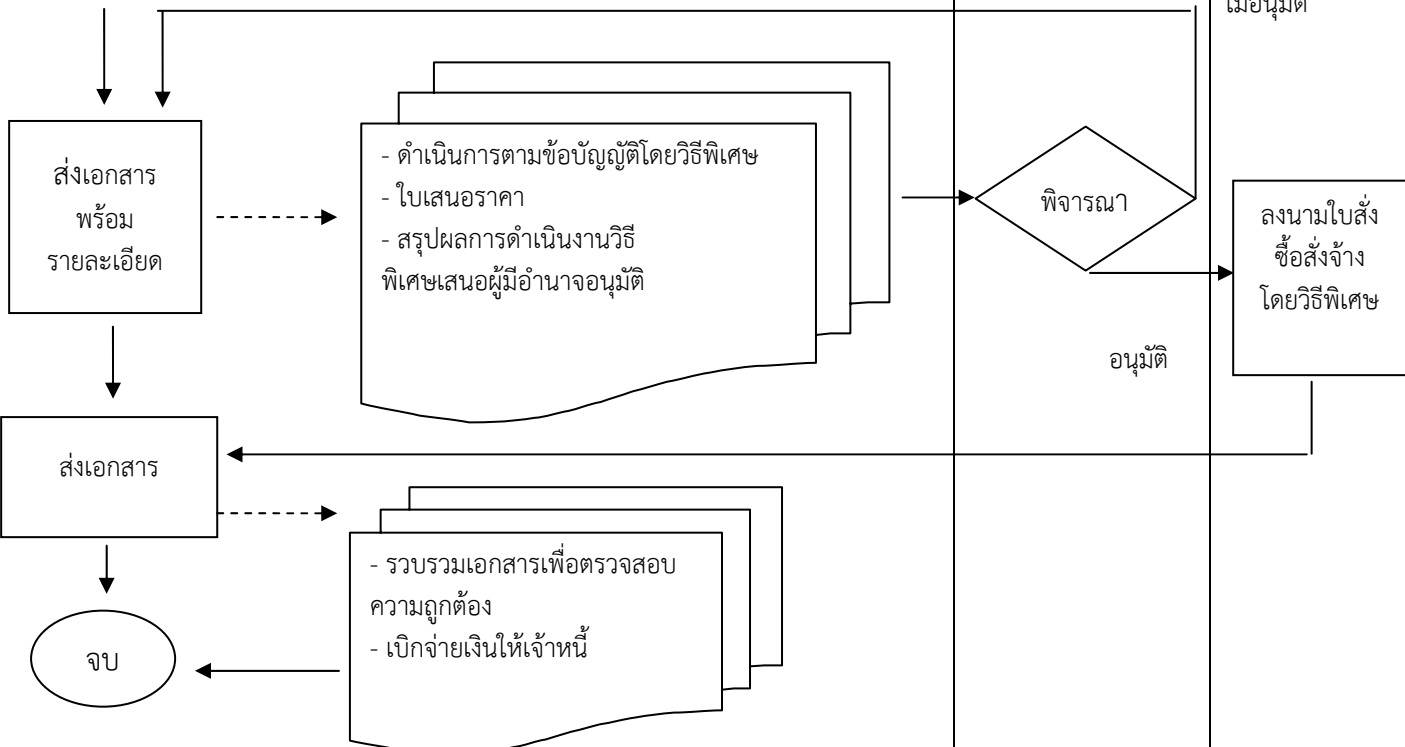 ไม่อนุมัติ
ส่งเอกสาร
พร้อม
รายละเอียด
- ดำเนินการตามข้อบัญญัติโดยวิธีพิเศษ
- ใบเสนอราคา
- สรุปผลการดำเนินงานวิธี
พิเศษเสนอผู้มีอำนาจอนุมัติ
พิจารณา
ลงนามใบสั่ง
ซื้อสั่งจ้าง
โดยวิธีพิเศษ
อนุมัติ
ส่งเอกสาร
- รวบรวมเอกสารเพื่อตรวจสอบ
ความถูกต้อง
- เบิกจ่ายเงินให้เจ้าหนี้
จบ